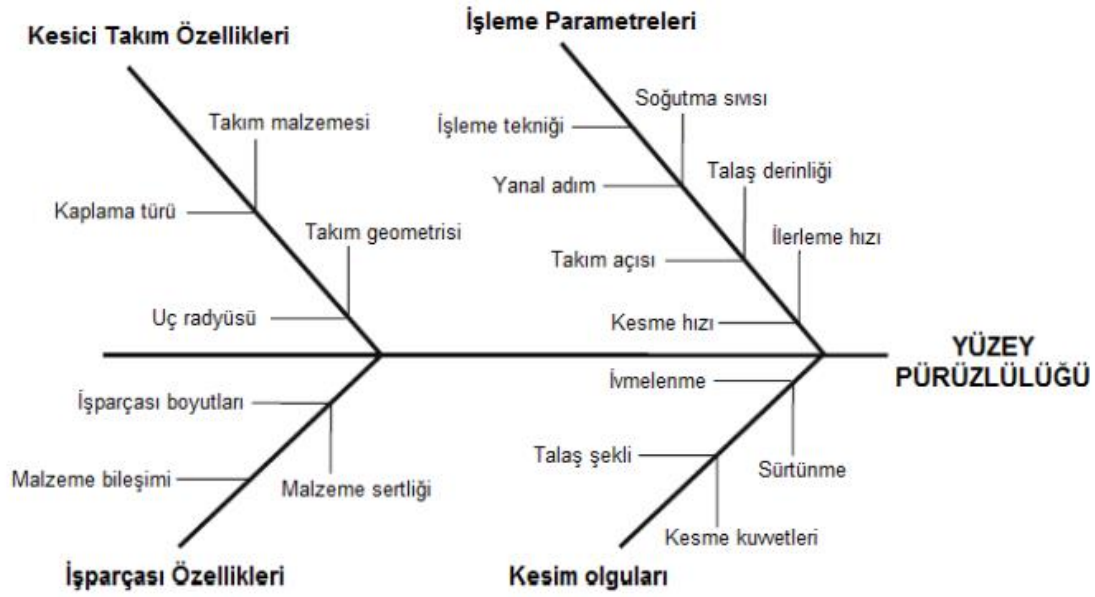 Kesici Takım Özellikleri
Takım malzemesi
Kaplama türü
Takım geometrisi
Uç radyüsü
İşleme Parametreleri
Soğutma sıvısı
İşleme tekniği
Talaş derinliği
Yanal adım
İlerleme hızı
Takım açısı
Kesme hızı
YÜZEY
PÜRÜZLÜLÜĞÜ
İşparçası boyutları
Malzeme bileşimi
Malzeme sertliği
İşparçası Özellikleri
İvmelenme
Talaş şekli
Sürtünme
Kesme kuvvetleri
Kesim olguları